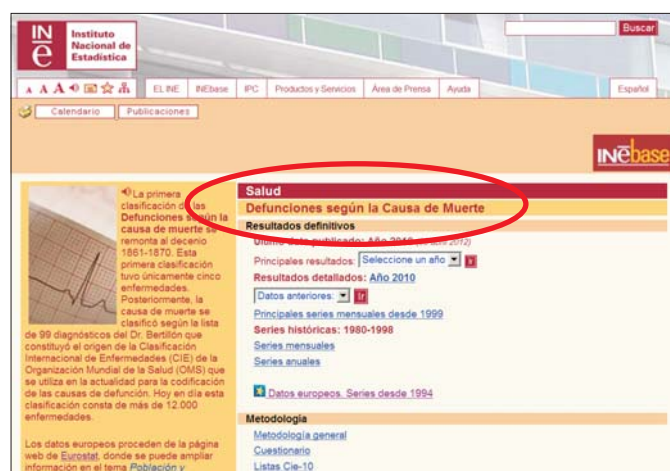 INe
Instituto
Nacional de
Estadística
Buscar
A A A
EL INE INEbase IPC Productos y Servicios Área de Prensa Ayuda Español
Calendario Publicaciones
INEbase
La primera
clasificación de las
Defunciones según la
causa de muerte se
remonta al decenio
1861-1870. Esta
primera clasificación
tuvo únicamente cinco
enfermedades.
Posteriormente, la
causa de muerte se
clasificó según la lista
de 99 diagnósticos del Dr. Bertillón que
constituyó el origen de la Clasificación
Internacional de Enfermedades (CIE) de la
Organización Mundial de la Salud (OMS) que
se utiliza en la actualidad para la codificación
de las causas de defunción. Hoy en día esta
clasificación consta de más de 12.000
enfermedades.
Los datos europeos proceden de la página
web de Eurostat, donde se puede ampliar
información en el tema Población y
Salud
Defunciones según la Causa de Muerte
Resultados definitivos
Último dato publicado: Año 2010 2012)
Principales resultados: Seleccione un año
Resultados detallados: Año 2010
Datos anteriores: Ir
Principales series mensuales desde 1999
Series históricas: 1980-1998
Series mensuales
Series anuales
Datos europeos. Series desde 1994
Metodología
Metodología general
Cuestionario
Listas Cie-10